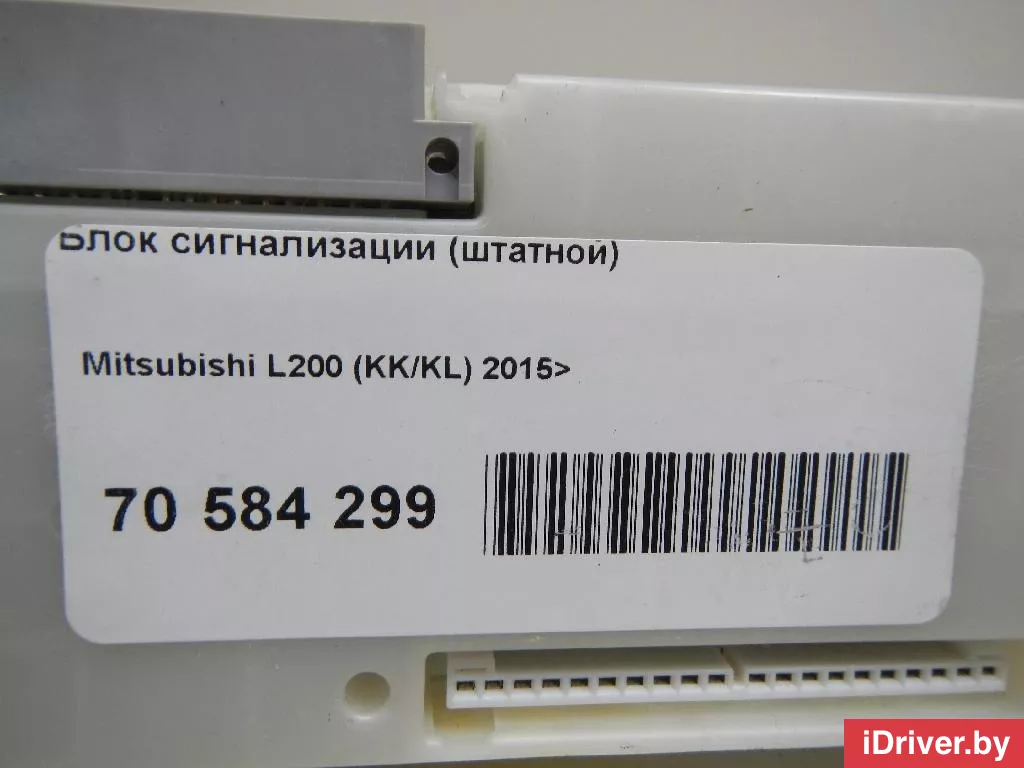 Блок сигнализации (штатной)
Mitsubishi L200 (KK/KL) 2015>
70 584 299
iDriver.by